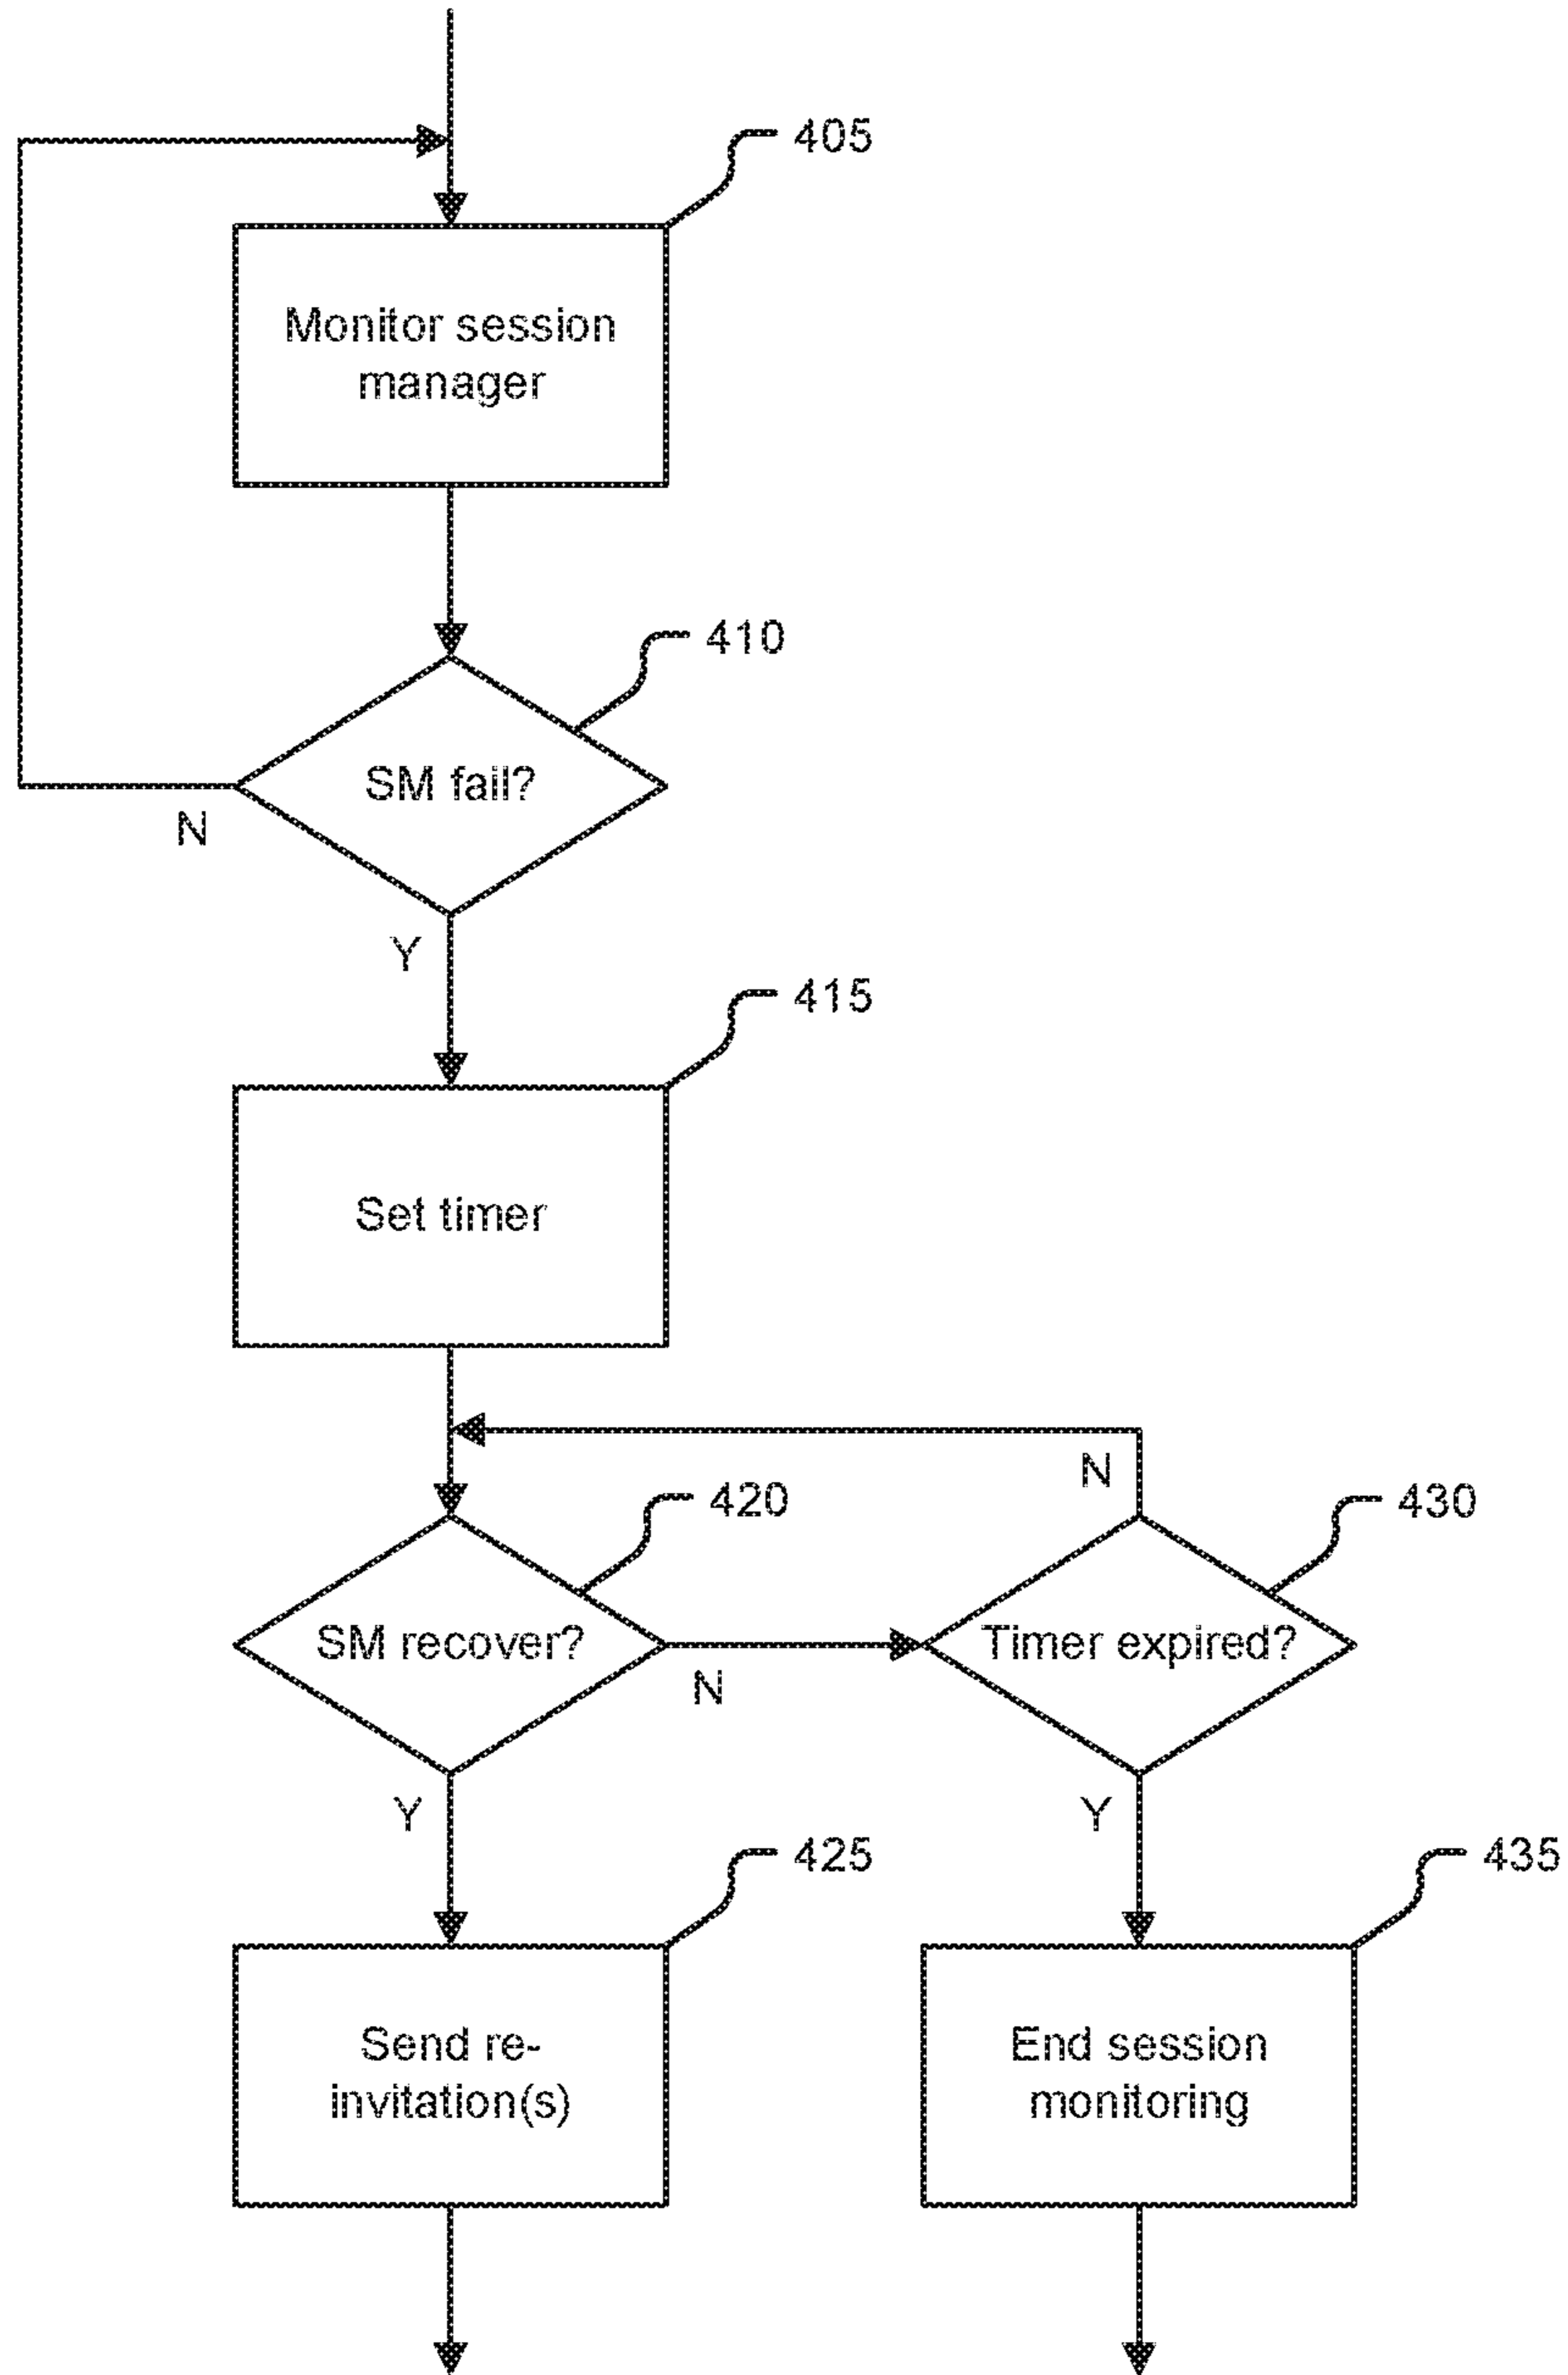 405
Monitor session
manager
410
SM fail?
N
Y
415
Set timer
N
420
430
SM recover?
Timer expired?
N
Y
Y
425
435
Send re-
invitation(s)
End session
monitoring